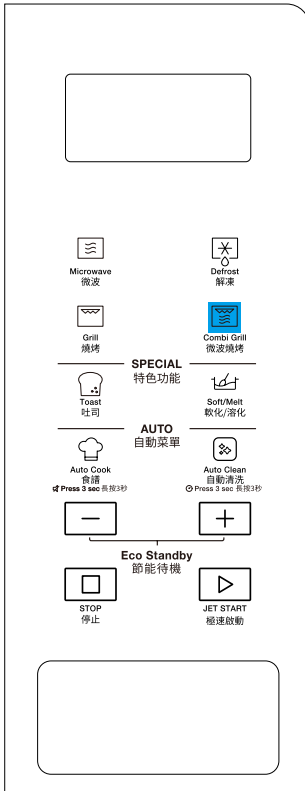 Microwave
微波
Defrost
解凍
Grill
燒烤
Combi Grill
微波燒烤
SPECIAL
特色功能
Toast
吐司
Soft/Melt
軟化/溶化
AUTO
自動菜單
Auto Cook
食譜
Press 3 sec 長按3秒
Auto Clean
自動清洗
Press 3 sec 長按3秒
Eco Standby
節能待機
STOP
停止
JET START
極速啟動